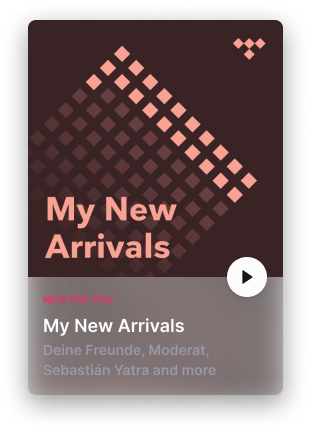 My New
Arrivals
NEW FOR YOU
My New Arrivals
Deine Freunde, Moderat,
Sebastián Yatra and more